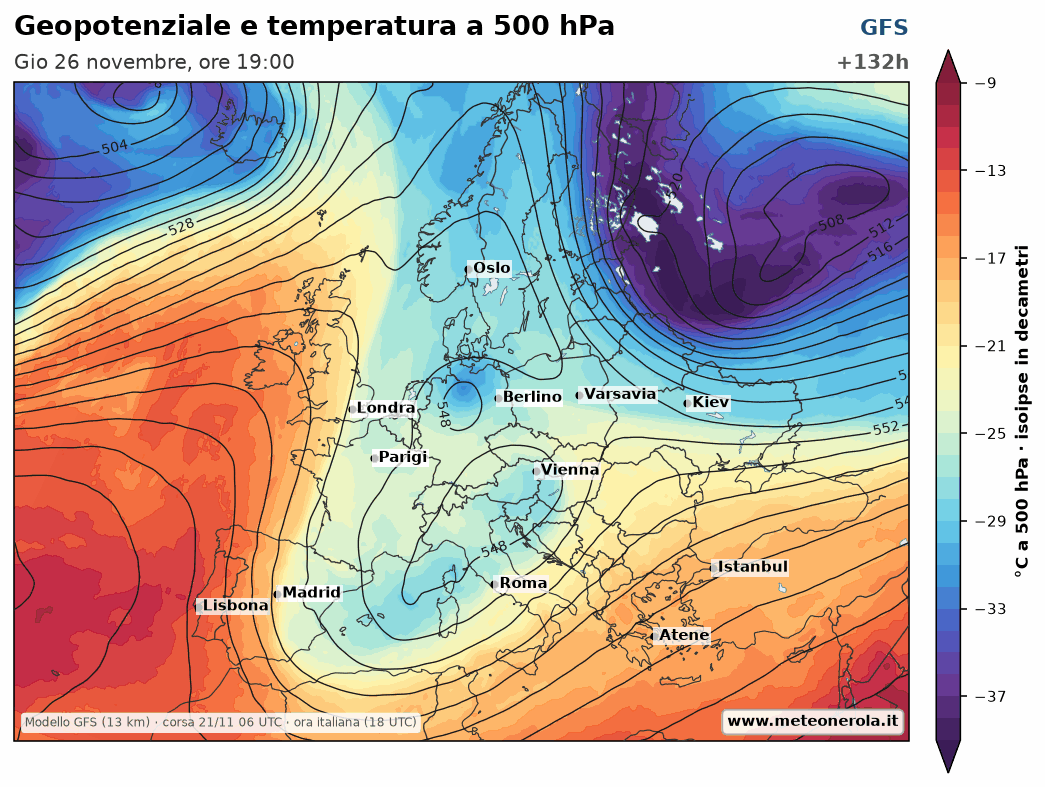 Geopotenziale e temperatura a 500 hPa
GFS
Gio 26 novembre, ore 19:00
+132h
504
528
520
508
512
516
552
548
548
Oslo
Londra
Berlino
Varsavia
Kiev
Parigi
Vienna
Roma
Istanbul
Madrid
Lisbona
Atene
Modello GFS (13 km) · corsa 21/11 06 UTC · ora italiana (18 UTC)
www.meteonerola.it
−9
−13
−17
−21
−25
−29
−33
−37
°C a 500 hPa · isoipse in decametri